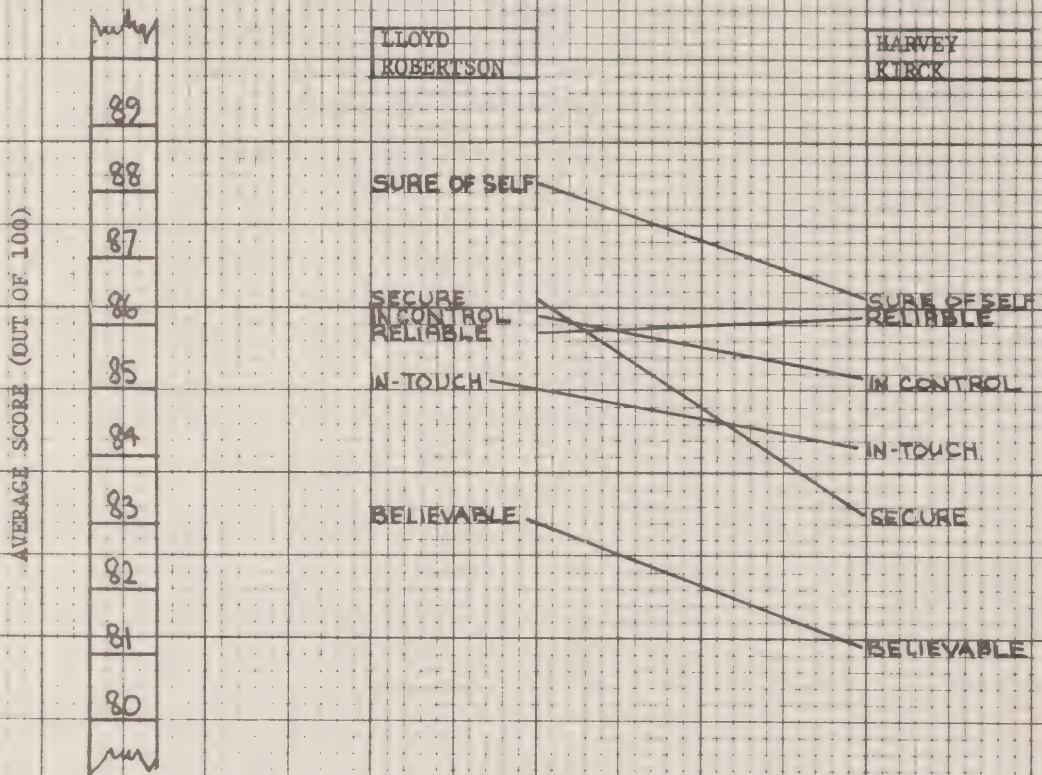 LLOYD
ROBERTSON
HARVEY
KIRCK
AVERAGE SCORE (OUT OF 100)
89
88
87
86
85
84
83
82
81
80
SURE OF SELF
SECURE
IN CONTROL
RELIABLE
IN-TOUCH
BELIEVABLE
SURE OF SELF
RELIABLE
IN CONTROL
IN-TOUCH
SECURE
BELIEVABLE